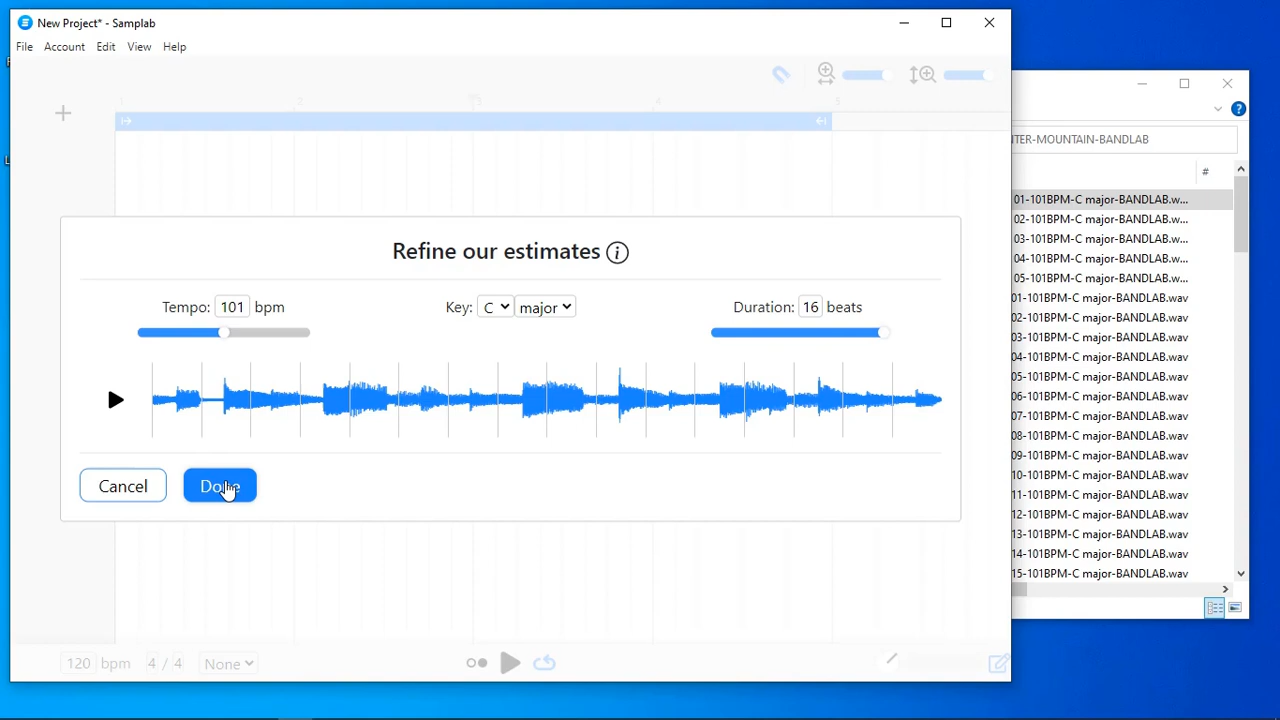 New Project* - Samplab
File Account Edit View Help
1 2 3 4 5
Refine our estimates
Tempo: 101 bpm
Key: C major
Duration: 16 beats
Cancel
120 bpm 4 / 4 None
NTER-MOUNTAIN-BANDLAB
#
01-101BPM-C major-BANDLAB.w...
02-101BPM-C major-BANDLAB.w...
03-101BPM-C major-BANDLAB.w...
04-101BPM-C major-BANDLAB.w...
05-101BPM-C major-BANDLAB.w...
01-101BPM-C major-BANDLAB.wav
02-101BPM-C major-BANDLAB.wav
03-101BPM-C major-BANDLAB.wav
04-101BPM-C major-BANDLAB.wav
05-101BPM-C major-BANDLAB.wav
06-101BPM-C major-BANDLAB.wav
07-101BPM-C major-BANDLAB.wav
08-101BPM-C major-BANDLAB.wav
09-101BPM-C major-BANDLAB.wav
10-101BPM-C major-BANDLAB.wav
11-101BPM-C major-BANDLAB.wav
12-101BPM-C major-BANDLAB.wav
13-101BPM-C major-BANDLAB.wav
14-101BPM-C major-BANDLAB.wav
15-101BPM-C major-BANDLAB.wav